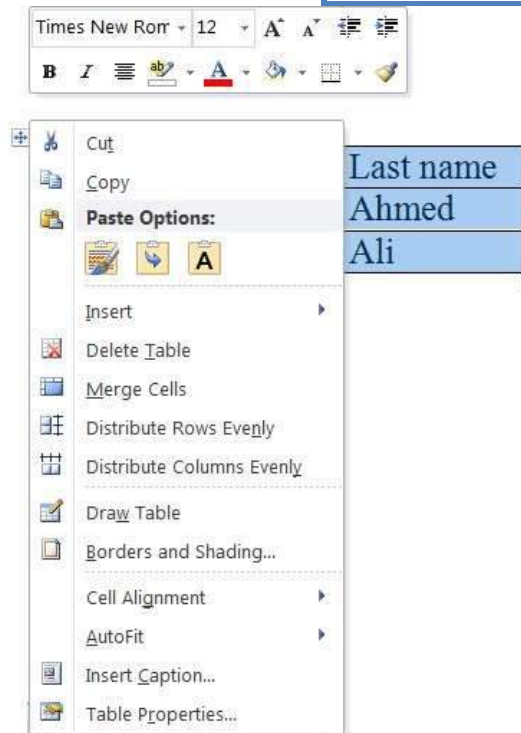 Times New Rom 12 A A
B I ab A
Cut
Copy
Paste Options:
A
Insert
Delete Table
Merge Cells
Distribute Rows Evenly
Distribute Columns Evenly
Draw Table
Borders and Shading...
Cell Alignment
AutoFit
Insert Caption...
Table Properties...
Last name
Ahmed
Ali